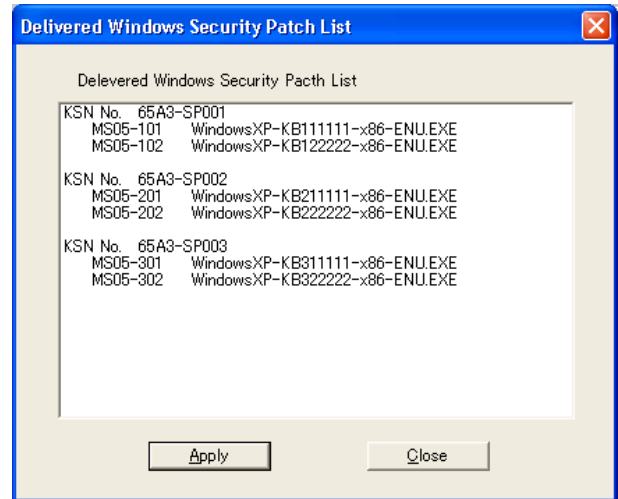 Delivered Windows Security Patch List
Delevered Windows Security Pacth List
KSN No. 65A3-SP001
MS05-101 WindowsXP-KB111111-x86-ENU.EXE
MS05-102 WindowsXP-KB122222-x86-ENU.EXE
KSN No. 65A3-SP002
MS05-201 WindowsXP-KB211111-x86-ENU.EXE
MS05-202 WindowsXP-KB222222-x86-ENU.EXE
KSN No. 65A3-SP003
MS05-301 WindowsXP-KB311111-x86-ENU.EXE
MS05-302 WindowsXP-KB322222-x86-ENU.EXE
Apply Close